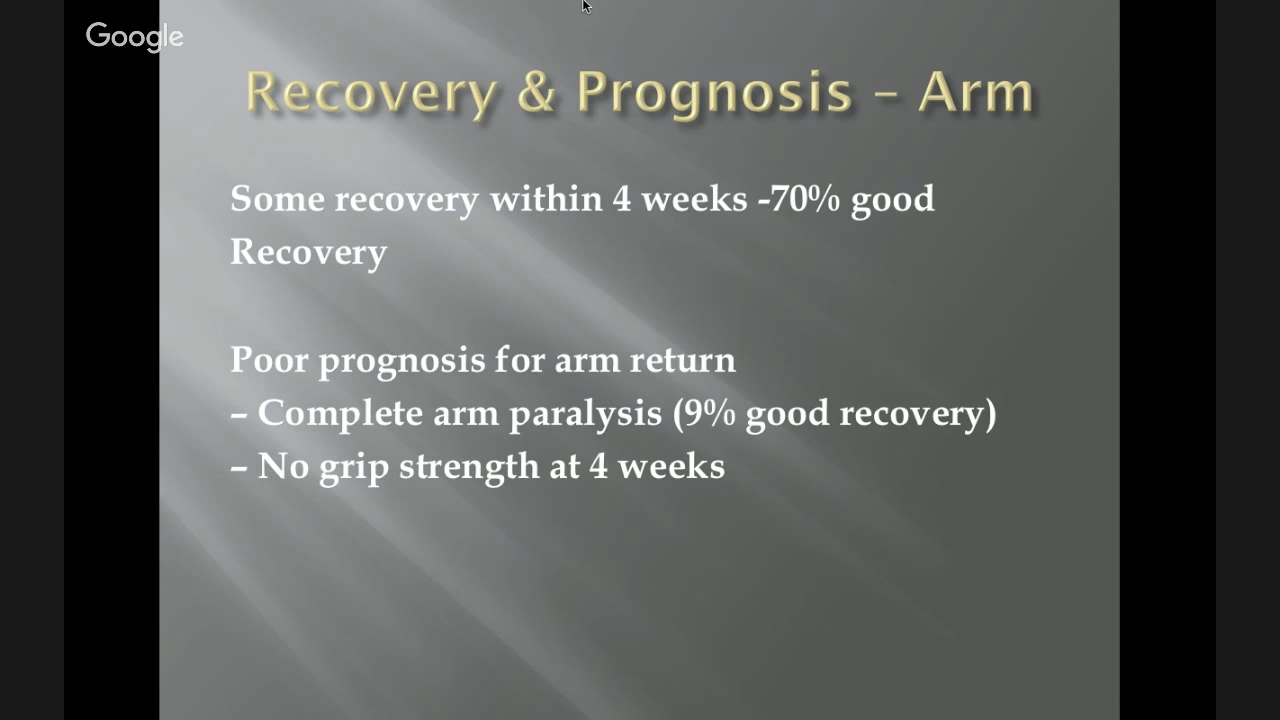 Google
Recovery & Prognosis – Arm
Some recovery within 4 weeks -70% good
Recovery
Poor prognosis for arm return
– Complete arm paralysis (9% good recovery)
– No grip strength at 4 weeks